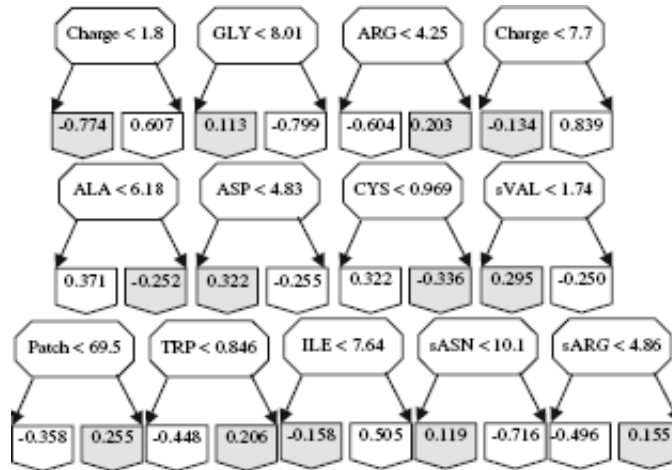 Charge < 1.8 GLY < 8.01 ARG < 4.25 Charge < 7.7
-0.774 0.607 0.113 -0.799 -0.604 0.203 -0.134 0.839
ALA < 6.18 ASP < 4.83 CYS < 0.969 sVAL < 1.74
0.371 -0.252 0.322 -0.255 0.322 -0.336 0.295 -0.250
Patch < 69.5 TRP < 0.846 ILE < 7.64 sASN < 10.1 sARG < 4.86
-0.358 0.255 -0.448 0.206 -0.158 0.505 0.119 -0.716 -0.496 0.155